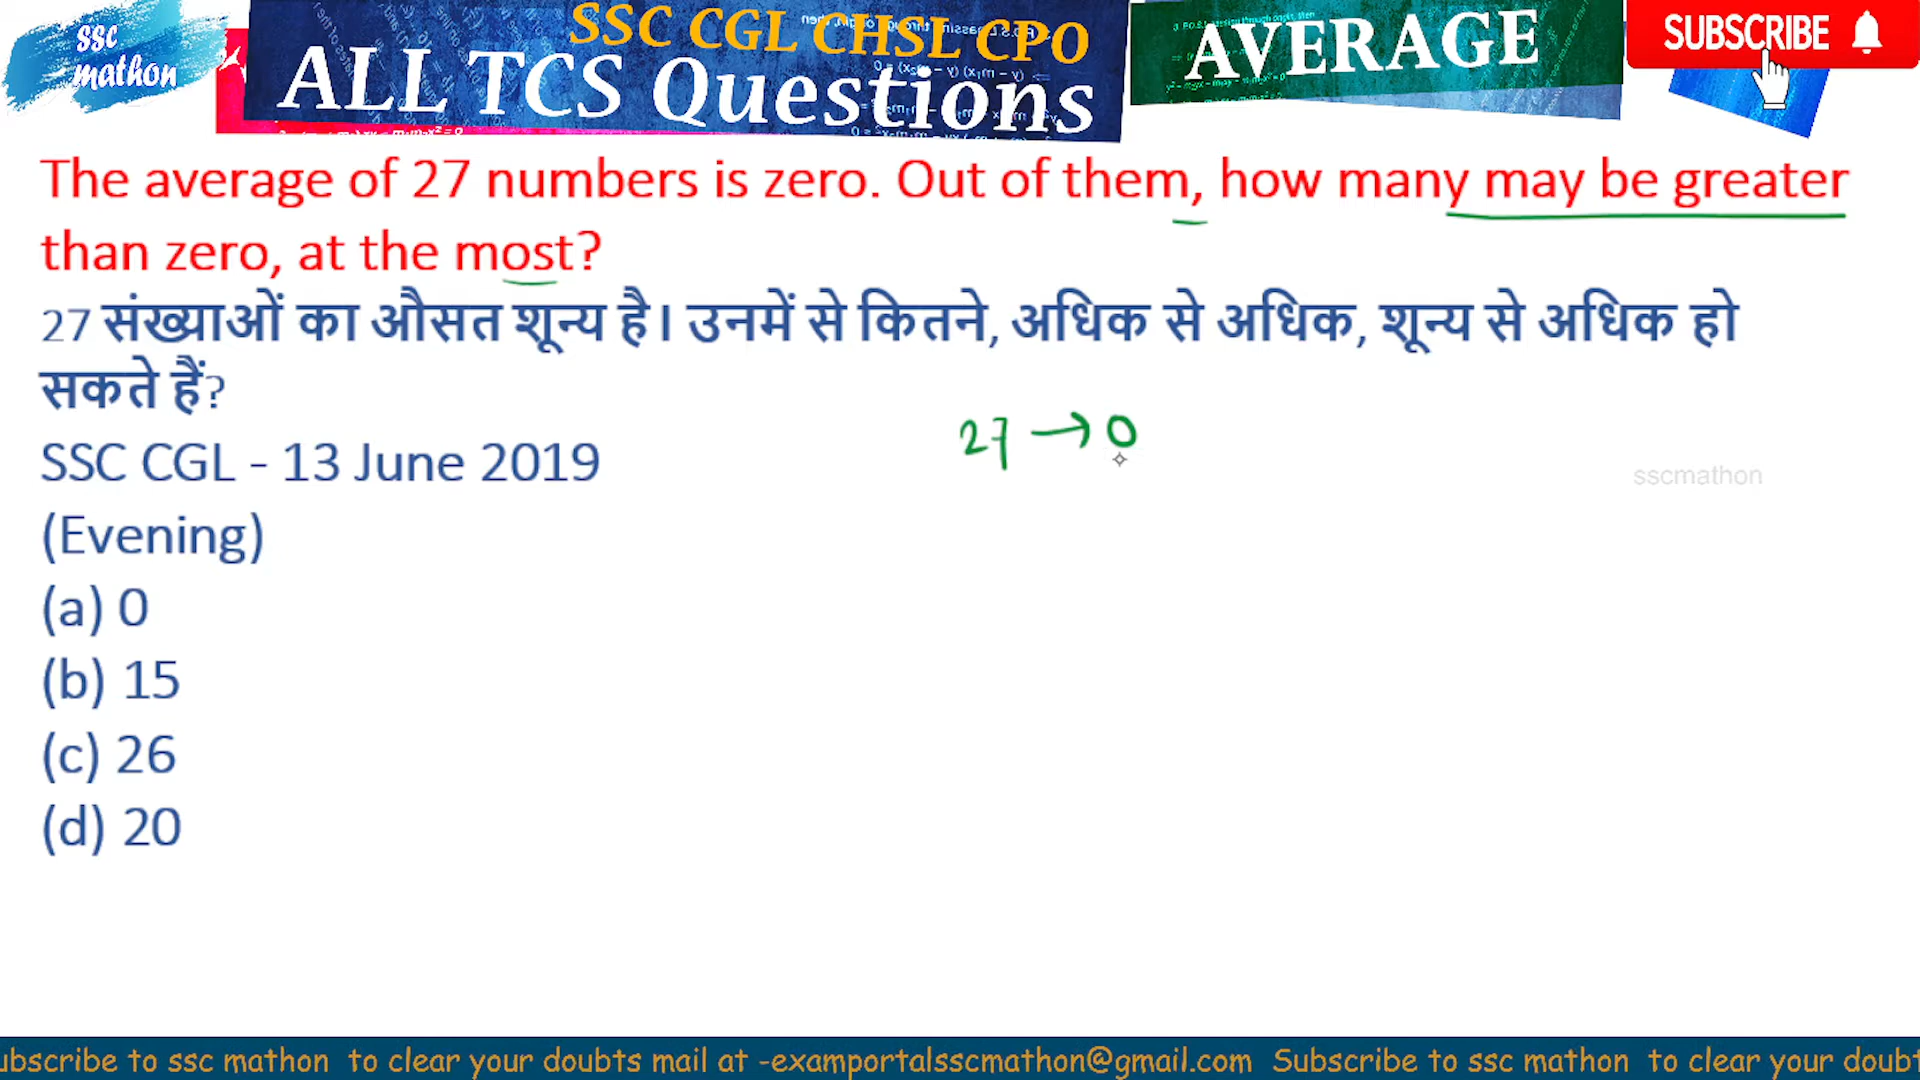 ssc
mathon
SSC CGL CHSL CPO
ALL TCS Questions
AVERAGE
SUBSCRIBE
The average of 27 numbers is zero. Out of them, how many may be greater
than zero, at the most?
27 संख्याओं का औसत शून्य है। उनमें से कितने, अधिक से अधिक, शून्य से अधिक हो
सकते हैं?
27 → 0
SSC CGL - 13 June 2019
sscmathon
(Evening)
(a) 0
(b) 15
(c) 26
(d) 20
ubscribe to ssc mathon to clear your doubts mail at -examportalsscmathon@gmail.com Subscribe to ssc mathon to clear your doubt